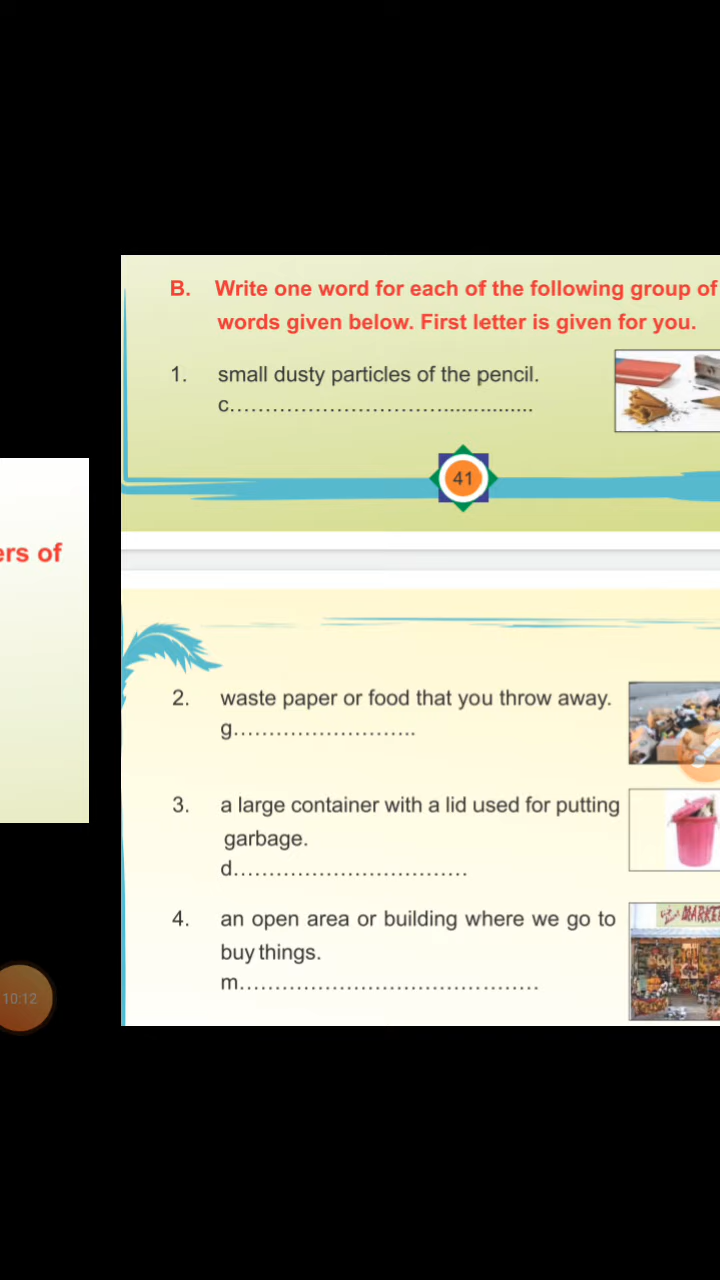 B. Write one word for each of the following group of
words given below. First letter is given for you.
1. small dusty particles of the pencil.
c.............................................
41
ers of
2. waste paper or food that you throw away.
g..........................
3. a large container with a lid used for putting
garbage.
d.................................
MARKE
4. an open area or building where we go to
buy things.
m..........................................
10:12